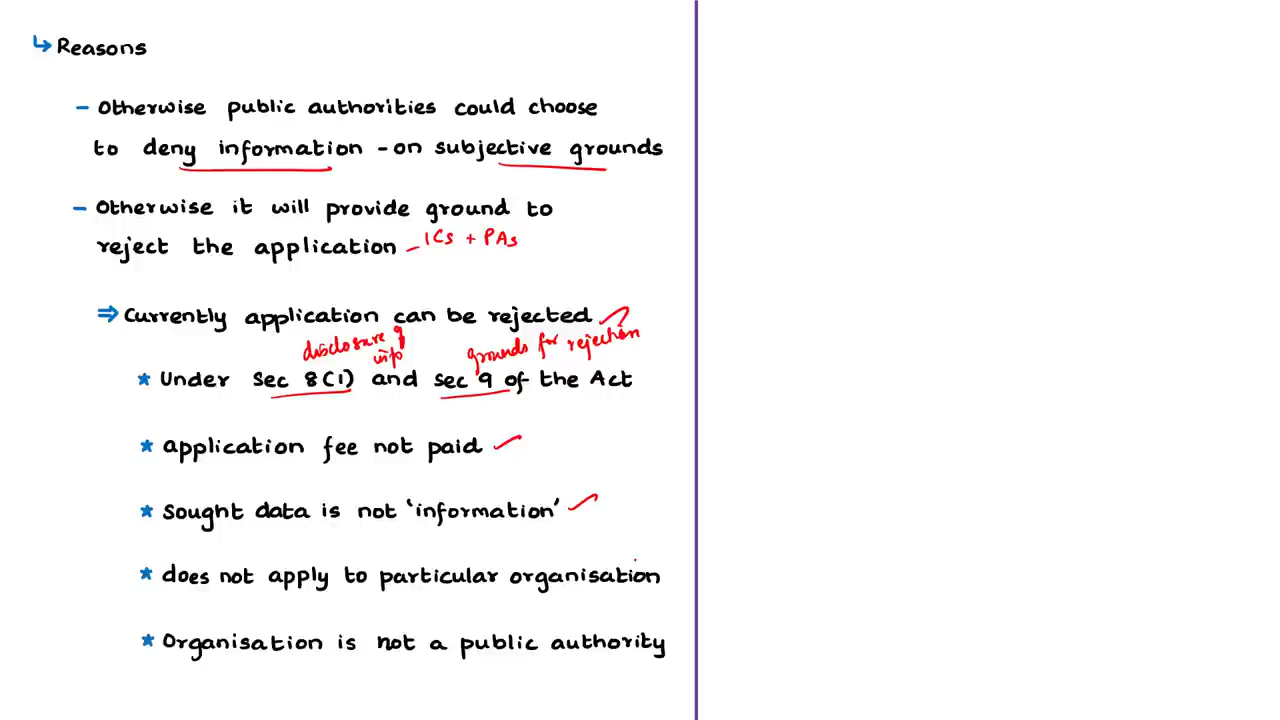 ↳ Reasons
- Otherwise public authorities could choose
to deny information - on subjective grounds
- Otherwise it will provide ground to
reject the application - ICs + PAs
⇒ Currently application can be rejected
disclosure of
info
grounds for rejection
* Under Sec 8(1) and sec 9 of the Act
* application fee not paid ✓
* Sought data is not ‘information’ ✓
* does not apply to particular organisation
* Organisation is not a public authority